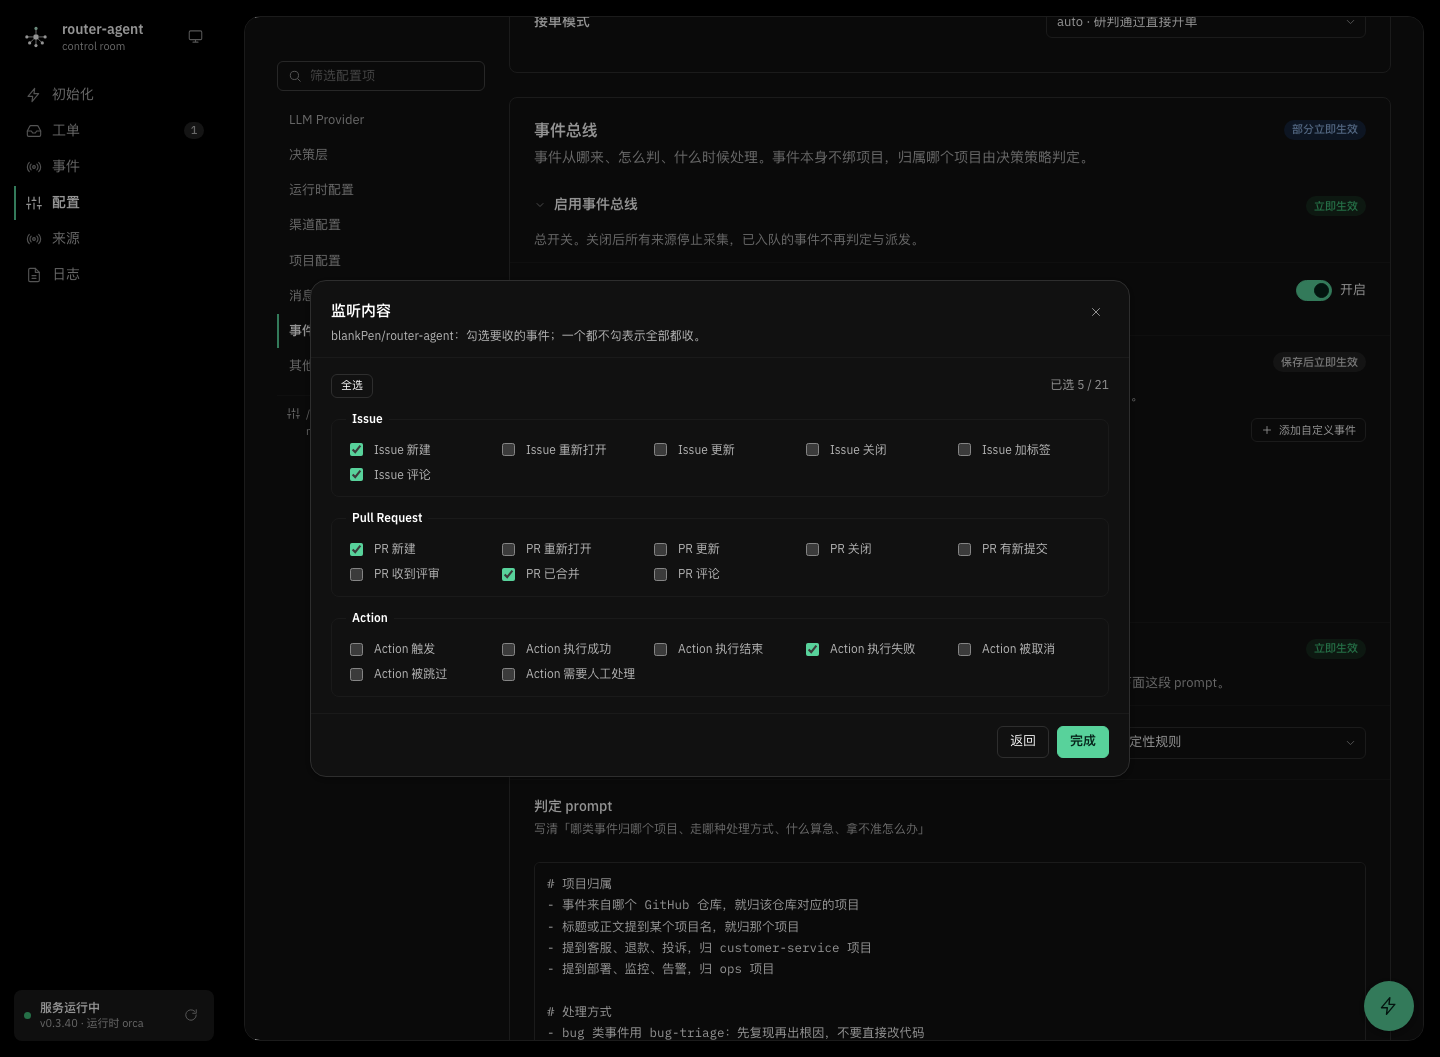 router-agent
control room
初始化
工单
1
事件
配置
来源
日志
服务运行中
v0.3.40 · 运行时 orca
筛选配置项
LLM Provider
决策层
运行时配置
渠道配置
项目配置
消息
事件
其他
接单模式
auto · 研判通过直接开单
事件总线
部分立即生效
事件从哪来、怎么判、什么时候处理。事件本身不绑项目，归属哪个项目由决策策略判定。
启用事件总线
立即生效
总开关。关闭后所有来源停止采集，已入队的事件不再判定与派发。
开启
保存后立即生效
添加自定义事件
监听内容
blankPen/router-agent：勾选要收的事件；一个都不勾表示全部都收。
全选
已选 5 / 21
Issue
Issue 新建
Issue 重新打开
Issue 更新
Issue 关闭
Issue 加标签
Issue 评论
Pull Request
PR 新建
PR 重新打开
PR 更新
PR 关闭
PR 有新提交
PR 收到评审
PR 已合并
PR 评论
Action
Action 触发
Action 执行成功
Action 执行结束
Action 执行失败
Action 被取消
Action 被跳过
Action 需要人工处理
返回
完成
立即生效
面这段 prompt。
定性规则
判定 prompt
写清「哪类事件归哪个项目、走哪种处理方式、什么算急、拿不准怎么办」
# 项目归属
- 事件来自哪个 GitHub 仓库，就归该仓库对应的项目
- 标题或正文提到某个项目名，就归那个项目
- 提到客服、退款、投诉，归 customer-service 项目
- 提到部署、监控、告警，归 ops 项目
# 处理方式
- bug 类事件用 bug-triage：先复现再出根因，不要直接改代码